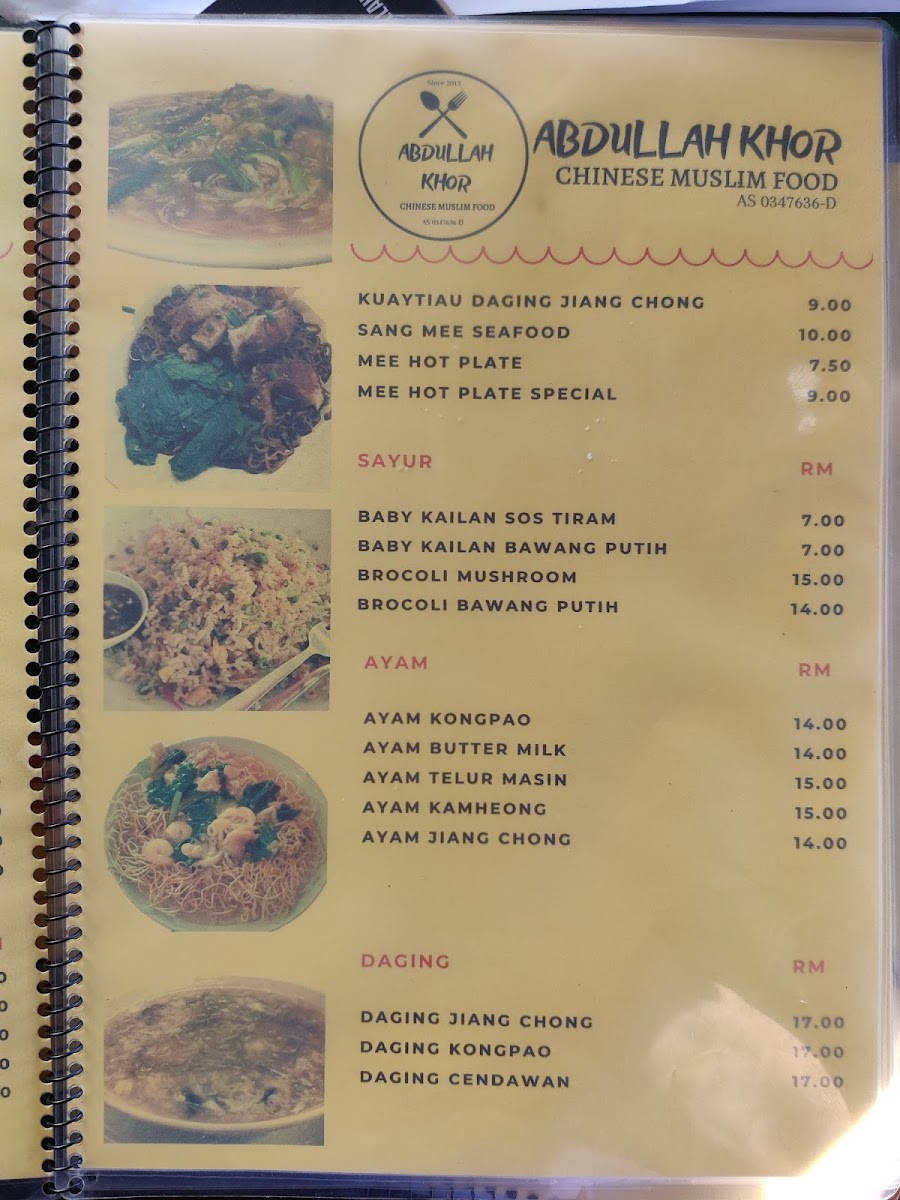 Since 2013
ABDULLAH
KHOR
CHINESE MUSLIM FOOD
AS 0347636-D
ABDULLAH KHOR
CHINESE MUSLIM FOOD
AS 0347636-D
KUAYTIAU DAGING JIANG CHONG 9.00
SANG MEE SEAFOOD 10.00
MEE HOT PLATE 7.50
MEE HOT PLATE SPECIAL 9.00
SAYUR RM
BABY KAILAN SOS TIRAM 7.00
BABY KAILAN BAWANG PUTIH 7.00
BROCOLI MUSHROOM 15.00
BROCOLI BAWANG PUTIH 14.00
AYAM RM
AYAM KONGPAO 14.00
AYAM BUTTER MILK 14.00
AYAM TELUR MASIN 15.00
AYAM KAMHEONG 15.00
AYAM JIANG CHONG 14.00
DAGING RM
DAGING JIANG CHONG 17.00
DAGING KONGPAO 17.00
DAGING CENDAWAN 17.00